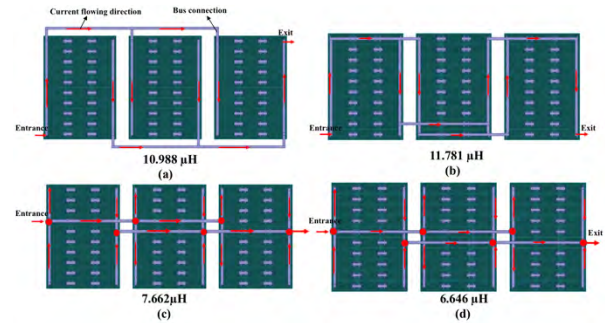 Current flowing direction
Bus connection
Exit
Entrance
10.988 μH
(a)
Entrance
Exit
11.781 μH
(b)
Entrance
7.662μH
(c)
Entrance
Exit
6.646 μH
(d)